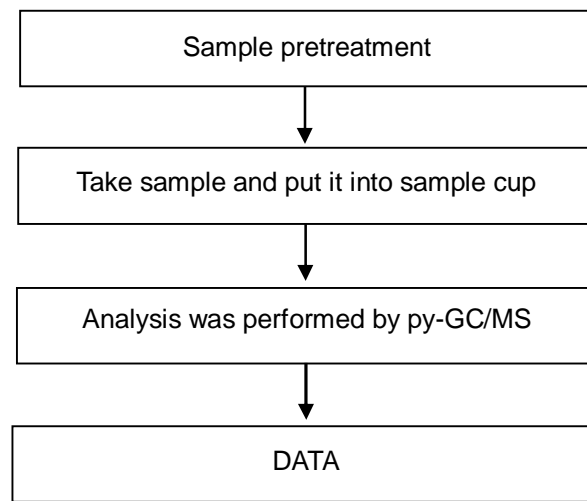 Sample pretreatment
Take sample and put it into sample cup
Analysis was performed by py-GC/MS
DATA